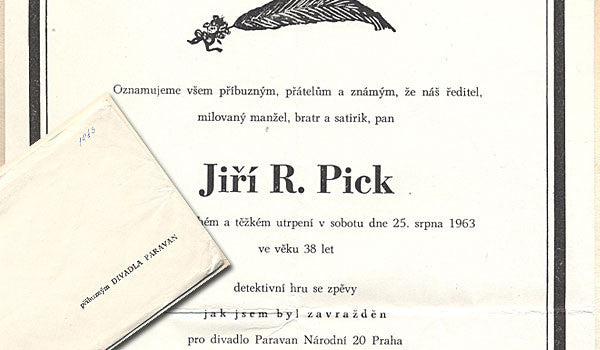 Oznamujeme všem příbuzným, přátelům a známým, že náš ředitel,
milovaný manžel, bratr a satirik, pan
Jiří R. Pick
hém a těžkém utrpení v sobotu dne 25. srpna 1963
ve věku 38 let
detektivní hru se zpěvy
jak jsem byl zavražděn
pro divadlo Paravan Národní 20 Praha
příbuzným DIVADLA PARAVAN